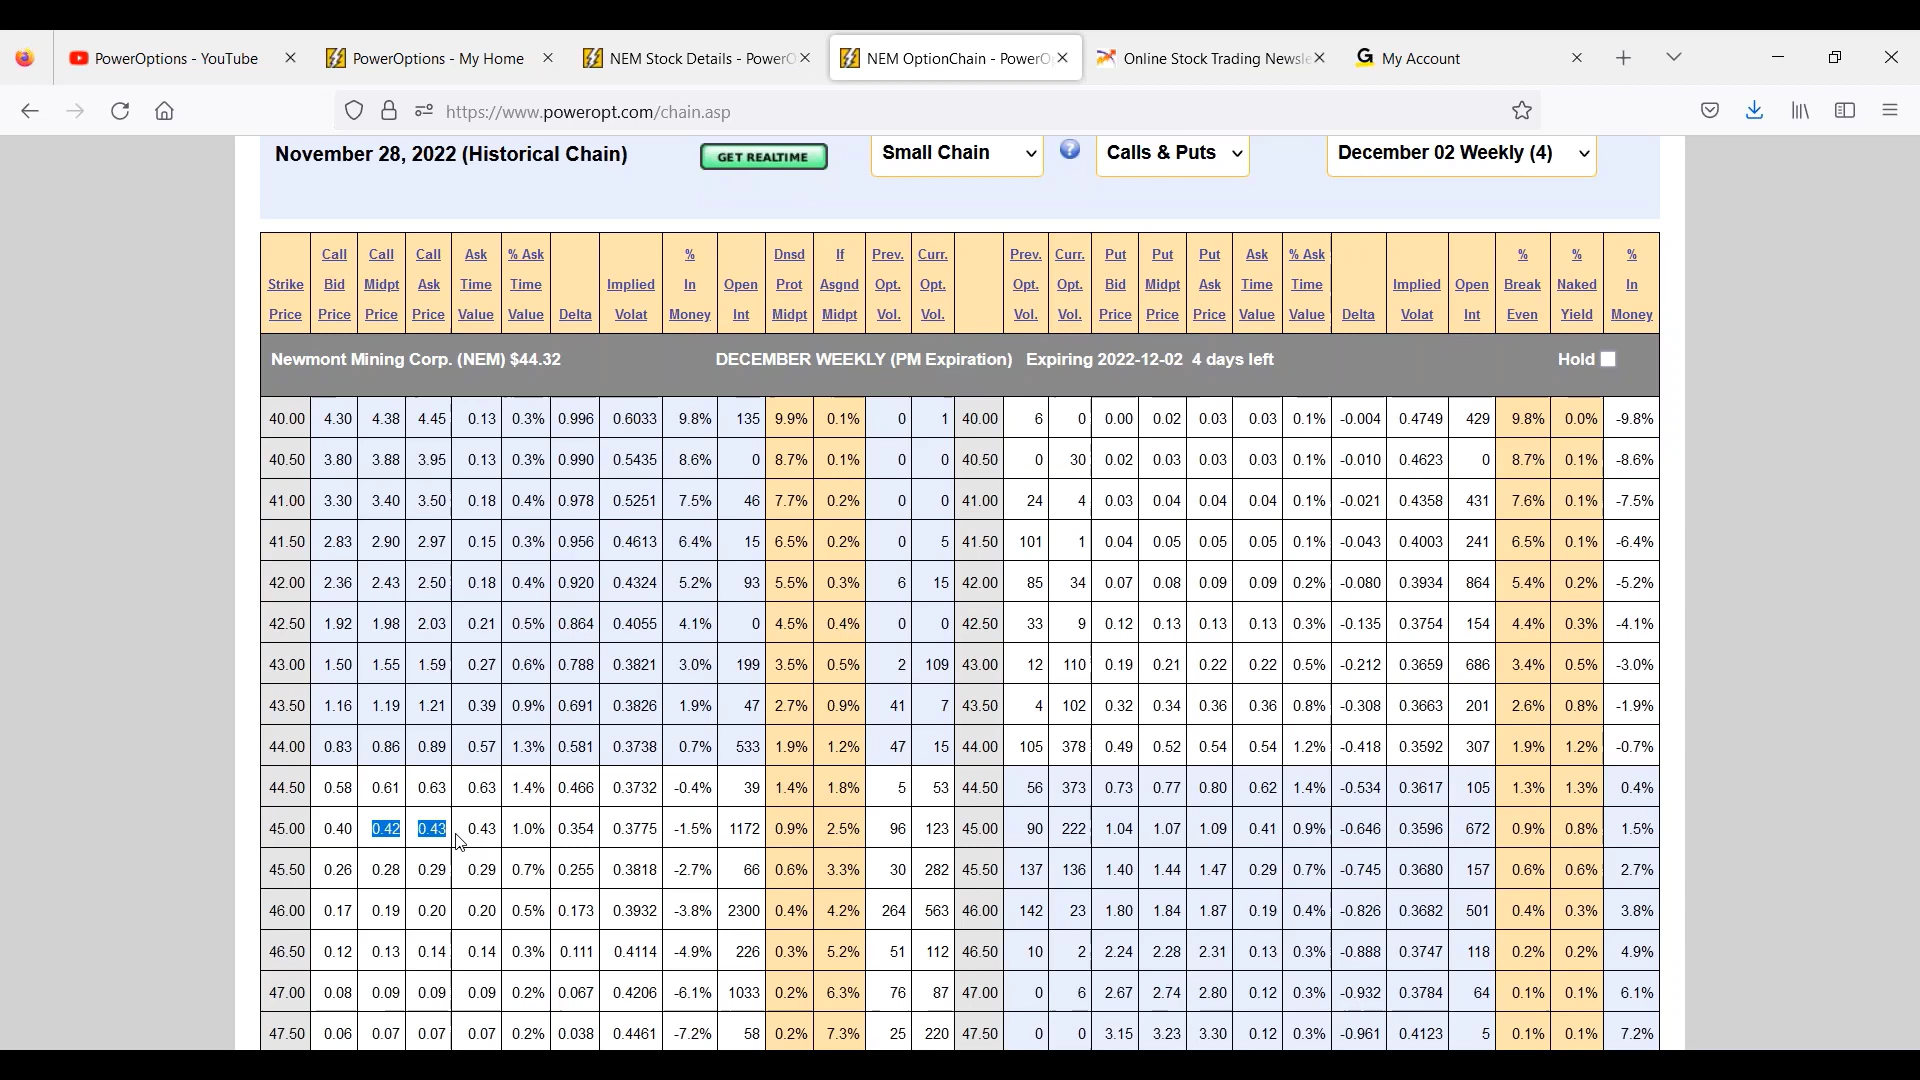 PowerOptions - YouTube
PowerOptions - My Home
NEM Stock Details - PowerO
NEM OptionChain - PowerO
Online Stock Trading Newsle
G My Account
https://www.poweropt.com/chain.asp
November 28, 2022 (Historical Chain)
GET REALTIME
Small Chain
?
Calls & Puts
December 02 Weekly (4)
Strike Price Call Bid Price Call Midpt Price Call Ask Price Ask Time Value % Ask Time Value Delta Implied Volat % In Money Open Int Dnsd Prot Midpt If Asgnd Midpt Prev. Opt. Vol. Curr. Opt. Vol. Prev. Opt. Vol. Curr. Opt. Vol. Put Bid Price Put Midpt Price Put Ask Price Ask Time Value % Ask Time Value Delta Implied Volat Open Int % Break Even % Naked Yield % In Money
Newmont Mining Corp. (NEM) $44.32 DECEMBER WEEKLY (PM Expiration) Expiring 2022-12-02 4 days left Hold
40.00 4.30 4.38 4.45 0.13 0.3% 0.996 0.6033 9.8% 135 9.9% 0.1% 0 1 40.00 6 0 0.00 0.02 0.03 0.03 0.1% -0.004 0.4749 429 9.8% 0.0% -9.8%
40.50 3.80 3.88 3.95 0.13 0.3% 0.990 0.5435 8.6% 0 8.7% 0.1% 0 0 40.50 0 30 0.02 0.03 0.03 0.03 0.1% -0.010 0.4623 0 8.7% 0.1% -8.6%
41.00 3.30 3.40 3.50 0.18 0.4% 0.978 0.5251 7.5% 46 7.7% 0.2% 0 0 41.00 24 4 0.03 0.04 0.04 0.04 0.1% -0.021 0.4358 431 7.6% 0.1% -7.5%
41.50 2.83 2.90 2.97 0.15 0.3% 0.956 0.4613 6.4% 15 6.5% 0.2% 0 5 41.50 101 1 0.04 0.05 0.05 0.05 0.1% -0.043 0.4003 241 6.5% 0.1% -6.4%
42.00 2.36 2.43 2.50 0.18 0.4% 0.920 0.4324 5.2% 93 5.5% 0.3% 6 15 42.00 85 34 0.07 0.08 0.09 0.09 0.2% -0.080 0.3934 864 5.4% 0.2% -5.2%
42.50 1.92 1.98 2.03 0.21 0.5% 0.864 0.4055 4.1% 0 4.5% 0.4% 0 0 42.50 33 9 0.12 0.13 0.13 0.13 0.3% -0.135 0.3754 154 4.4% 0.3% -4.1%
43.00 1.50 1.55 1.59 0.27 0.6% 0.788 0.3821 3.0% 199 3.5% 0.5% 2 109 43.00 12 110 0.19 0.21 0.22 0.22 0.5% -0.212 0.3659 686 3.4% 0.5% -3.0%
43.50 1.16 1.19 1.21 0.39 0.9% 0.691 0.3826 1.9% 47 2.7% 0.9% 41 7 43.50 4 102 0.32 0.34 0.36 0.36 0.8% -0.308 0.3663 201 2.6% 0.8% -1.9%
44.00 0.83 0.86 0.89 0.57 1.3% 0.581 0.3738 0.7% 533 1.9% 1.2% 47 15 44.00 105 378 0.49 0.52 0.54 0.54 1.2% -0.418 0.3592 307 1.9% 1.2% -0.7%
44.50 0.58 0.61 0.63 0.63 1.4% 0.466 0.3732 -0.4% 39 1.4% 1.8% 5 53 44.50 56 373 0.73 0.77 0.80 0.62 1.4% -0.534 0.3617 105 1.3% 1.3% 0.4%
45.00 0.40 0.42 0.43 0.43 1.0% 0.354 0.3775 -1.5% 1172 0.9% 2.5% 96 123 45.00 90 222 1.04 1.07 1.09 0.41 0.9% -0.646 0.3596 672 0.9% 0.8% 1.5%
45.50 0.26 0.28 0.29 0.29 0.7% 0.255 0.3818 -2.7% 66 0.6% 3.3% 30 282 45.50 137 136 1.40 1.44 1.47 0.29 0.7% -0.745 0.3680 157 0.6% 0.6% 2.7%
46.00 0.17 0.19 0.20 0.20 0.5% 0.173 0.3932 -3.8% 2300 0.4% 4.2% 264 563 46.00 142 23 1.80 1.84 1.87 0.19 0.4% -0.826 0.3682 501 0.4% 0.3% 3.8%
46.50 0.12 0.13 0.14 0.14 0.3% 0.111 0.4114 -4.9% 226 0.3% 5.2% 51 112 46.50 10 2 2.24 2.28 2.31 0.13 0.3% -0.888 0.3747 118 0.2% 0.2% 4.9%
47.00 0.08 0.09 0.09 0.09 0.2% 0.067 0.4206 -6.1% 1033 0.2% 6.3% 76 87 47.00 0 6 2.67 2.74 2.80 0.12 0.3% -0.932 0.3784 64 0.1% 0.1% 6.1%
47.50 0.06 0.07 0.07 0.07 0.2% 0.038 0.4461 -7.2% 58 0.2% 7.3% 25 220 47.50 0 0 3.15 3.23 3.30 0.12 0.3% -0.961 0.4123 5 0.1% 0.1% 7.2%